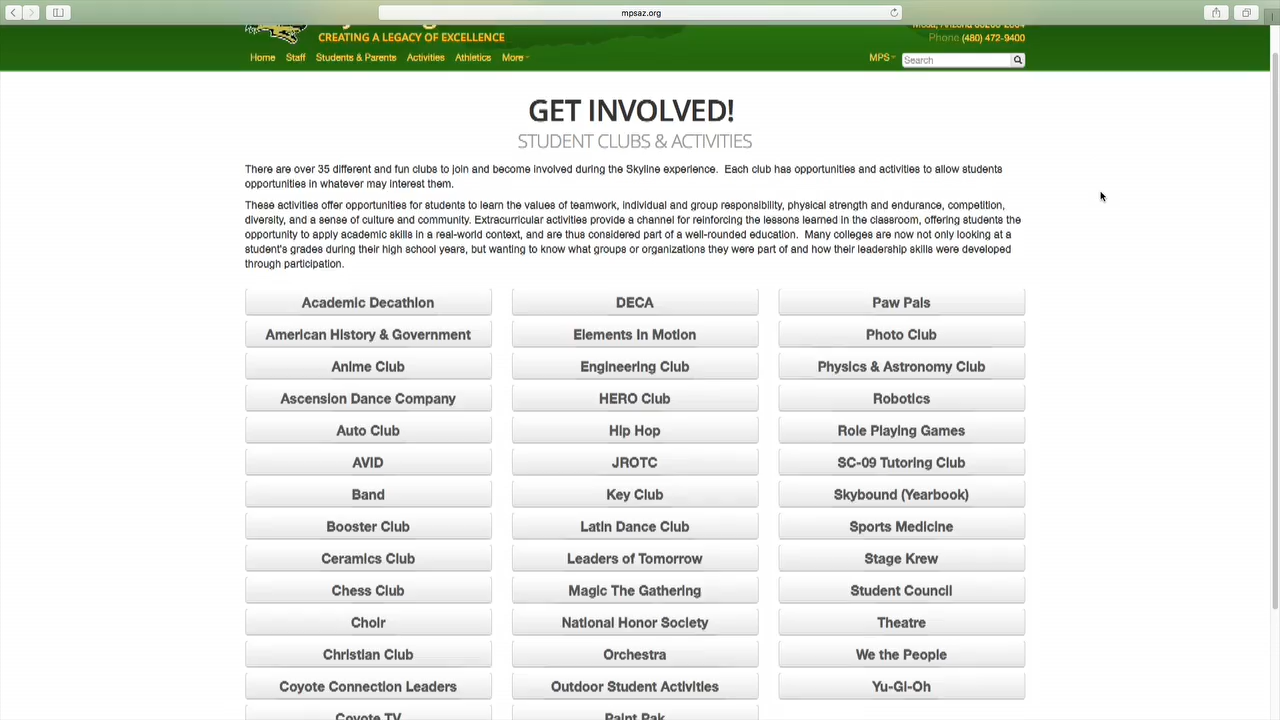 mpsaz.org
CREATING A LEGACY OF EXCELLENCE
Phone (480) 472-9400
Home Staff Students & Parents Activities Athletics More
MPS Search
GET INVOLVED!
STUDENT CLUBS & ACTIVITIES
There are over 35 different and fun clubs to join and become involved during the Skyline experience. Each club has opportunities and activities to allow students
opportunities in whatever may interest them.
These activities offer opportunities for students to learn the values of teamwork, individual and group responsibility, physical strength and endurance, competition,
diversity, and a sense of culture and community. Extracurricular activities provide a channel for reinforcing the lessons learned in the classroom, offering students the
opportunity to apply academic skills in a real-world context, and are thus considered part of a well-rounded education. Many colleges are now not only looking at a
student's grades during their high school years, but wanting to know what groups or organizations they were part of and how their leadership skills were developed
through participation.
Academic Decathlon
American History & Government
Anime Club
Ascension Dance Company
Auto Club
AVID
Band
Booster Club
Ceramics Club
Chess Club
Choir
Christian Club
Coyote Connection Leaders
Coyote TV
DECA
Elements In Motion
Engineering Club
HERO Club
Hip Hop
JROTC
Key Club
Latin Dance Club
Leaders of Tomorrow
Magic The Gathering
National Honor Society
Orchestra
Outdoor Student Activities
Paint Pak
Paw Pals
Photo Club
Physics & Astronomy Club
Robotics
Role Playing Games
SC-09 Tutoring Club
Skybound (Yearbook)
Sports Medicine
Stage Krew
Student Council
Theatre
We the People
Yu-Gi-Oh